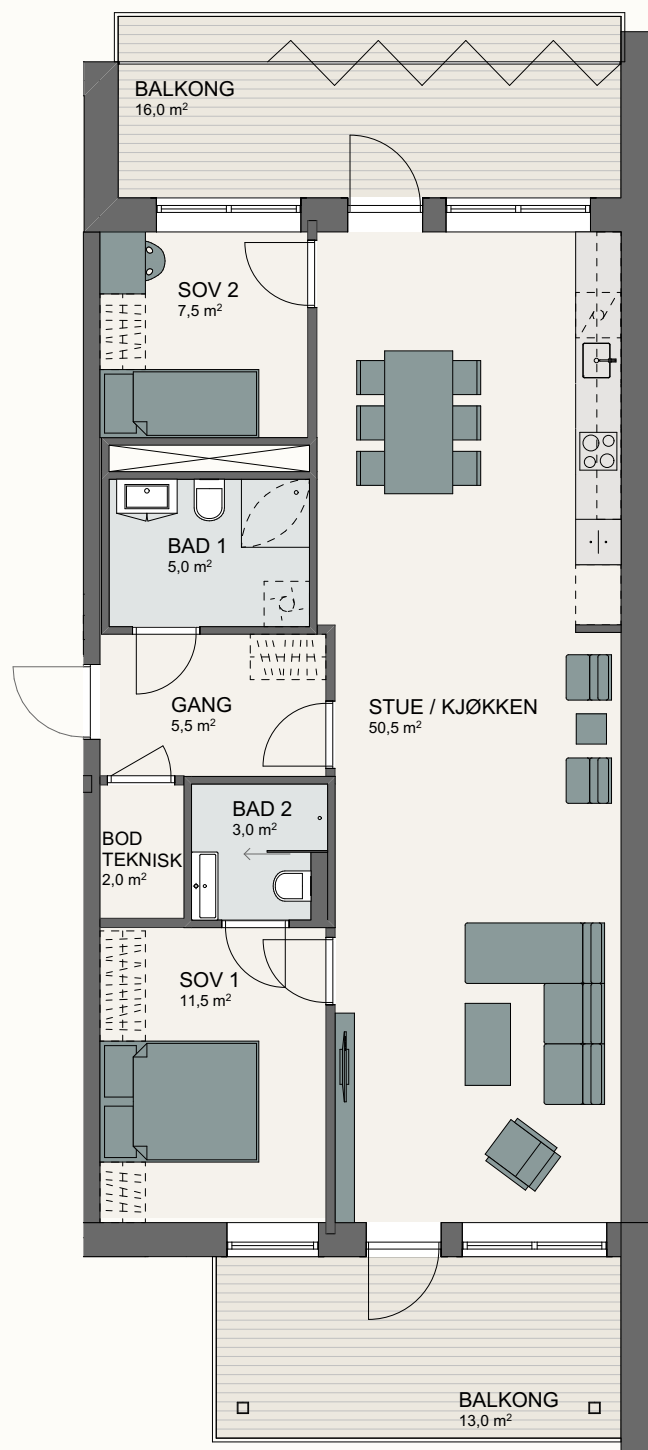 BALKONG
16,0 m²
SOV 2
7,5 m²
BAD 1
5,0 m²
GANG
5,5 m²
STUE / KJØKKEN
50,5 m²
BAD 2
3,0 m²
BOD
TEKNISK
2,0 m²
SOV 1
11,5 m²
BALKONG
13,0 m²